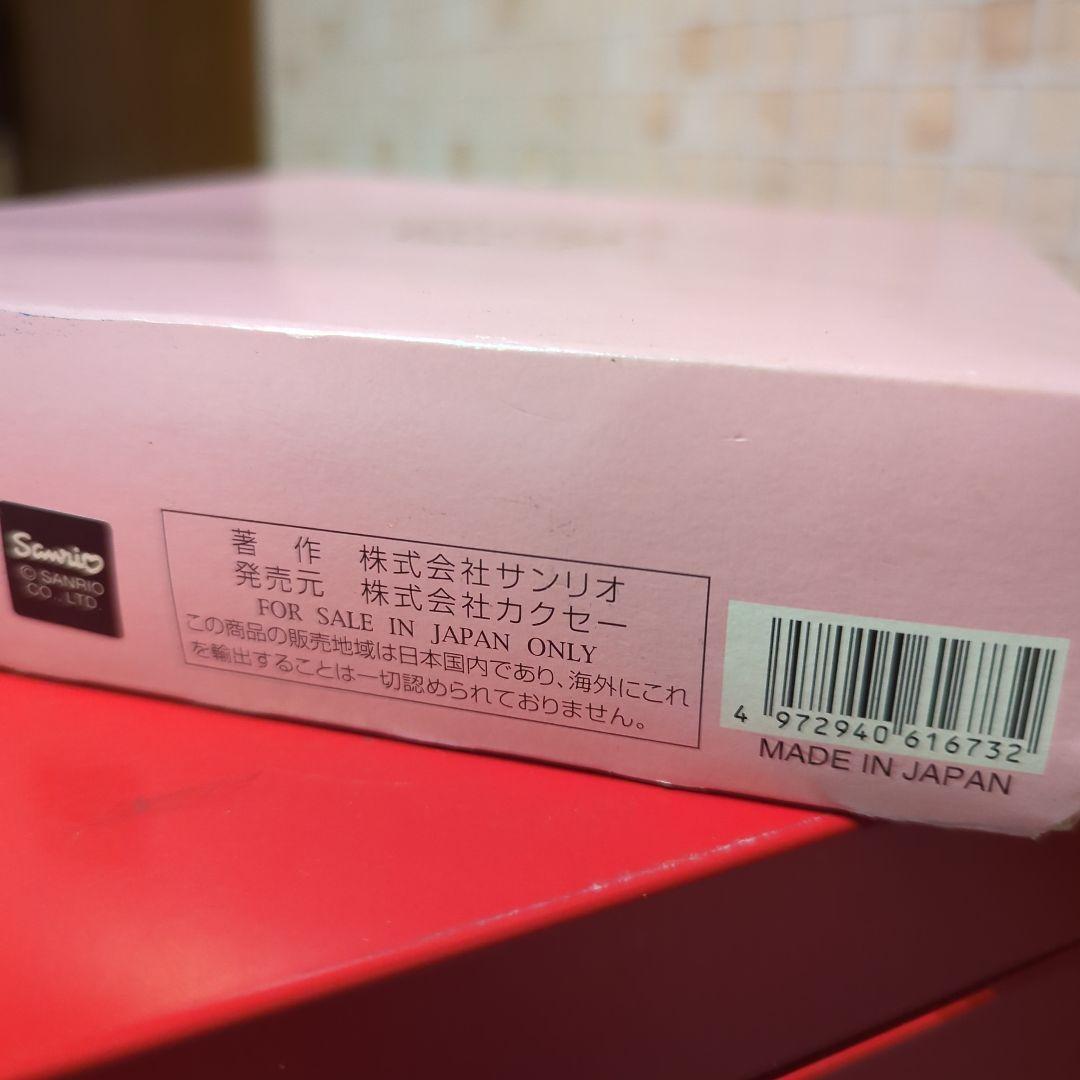 Sanrio
© SANRIO
CO., LTD.
著 作 株式会社サンリオ
発売元 株式会社カクセー
FOR SALE IN JAPAN ONLY
この商品の販売地域は日本国内であり、海外にこれ
を輸出することは一切認められておりません。
4 972940 616732
MADE IN JAPAN